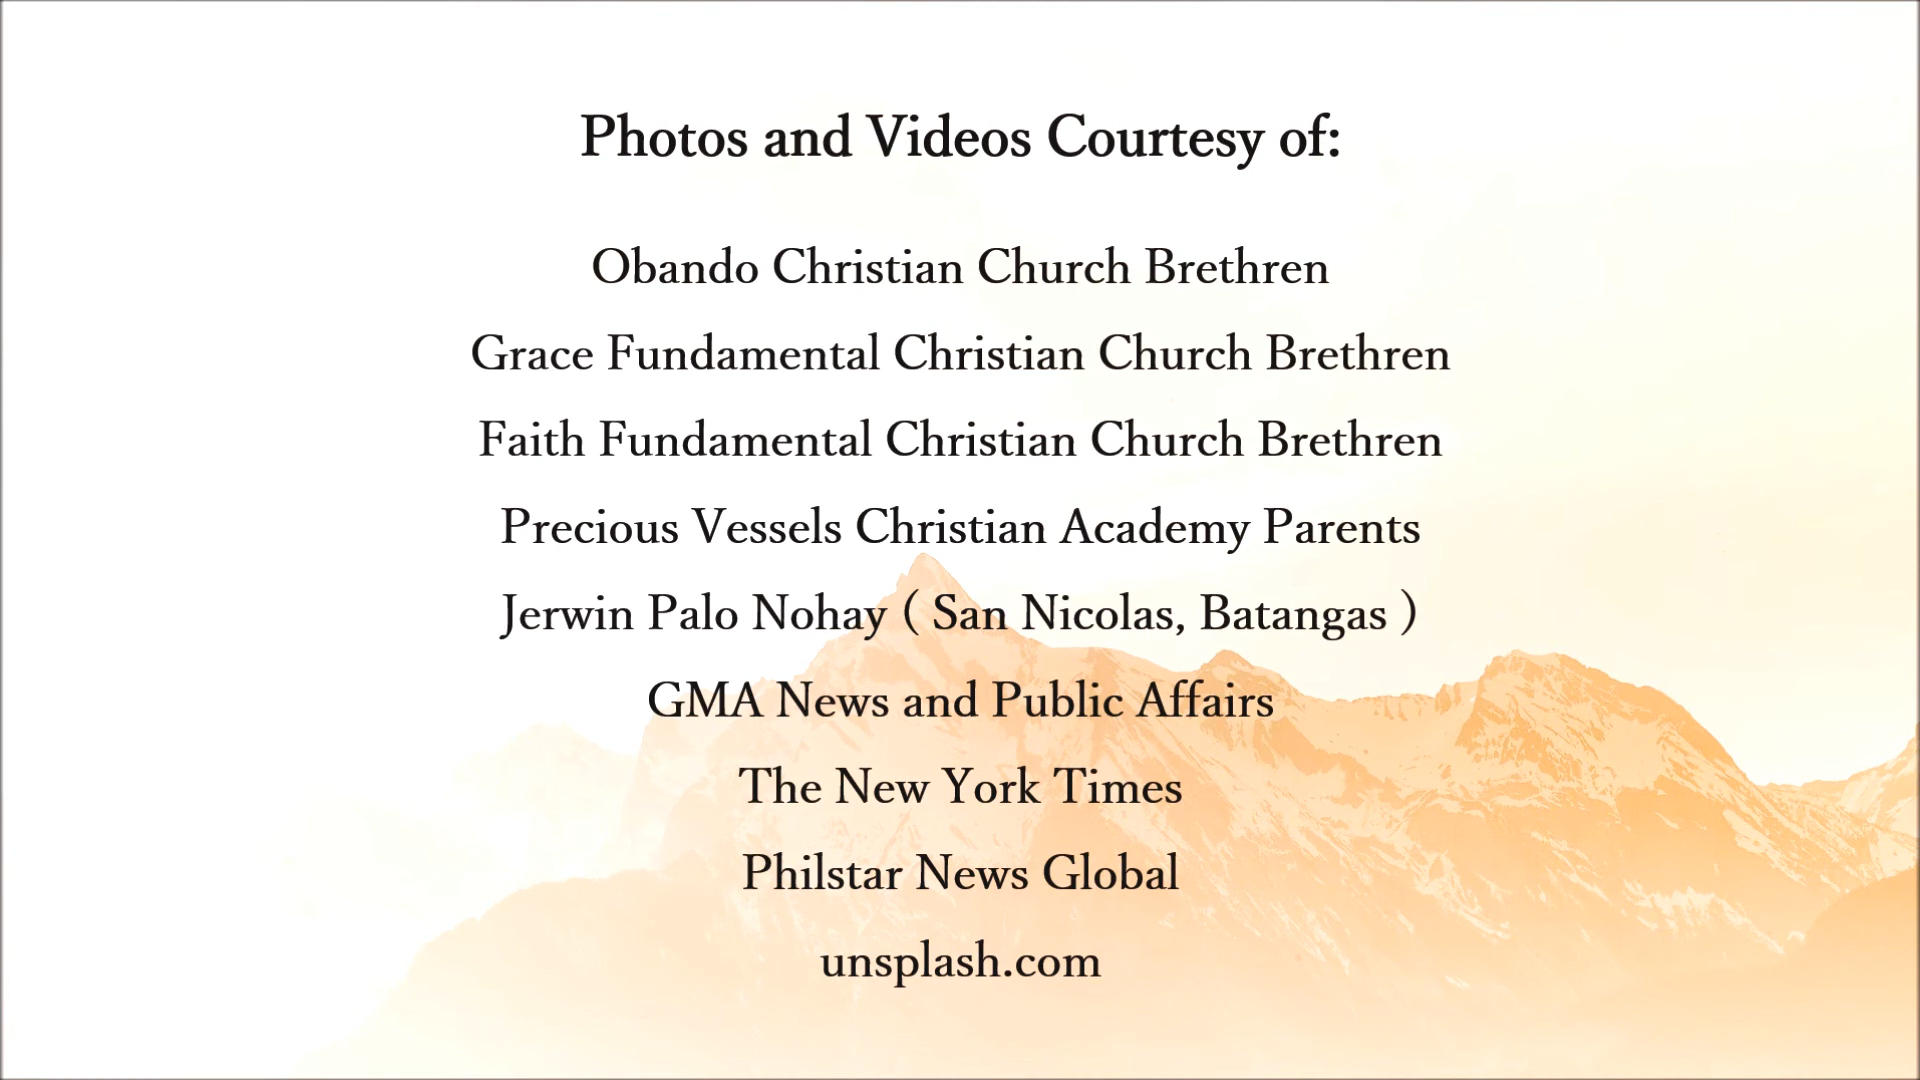 Photos and Videos Courtesy of:
Obando Christian Church Brethren
Grace Fundamental Christian Church Brethren
Faith Fundamental Christian Church Brethren
Precious Vessels Christian Academy Parents
Jerwin Palo Nohay ( San Nicolas, Batangas )
GMA News and Public Affairs
The New York Times
Philstar News Global
unsplash.com